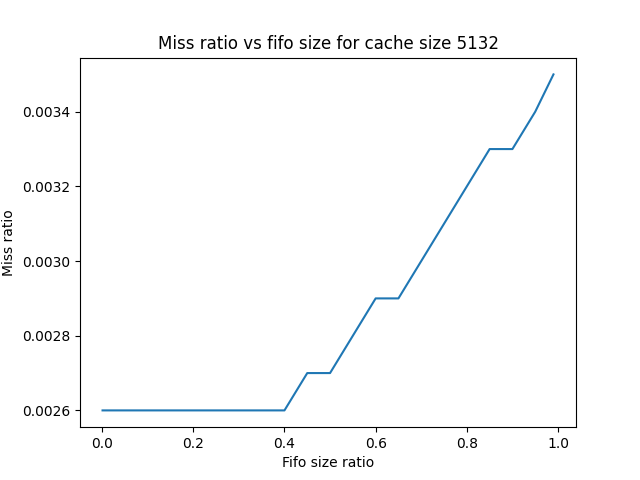 Miss ratio vs fifo size for cache size 5132
0.0034
0.0032
0.0030
0.0028
0.0026
Miss ratio
0.0 0.2 0.4 0.6 0.8 1.0
Fifo size ratio